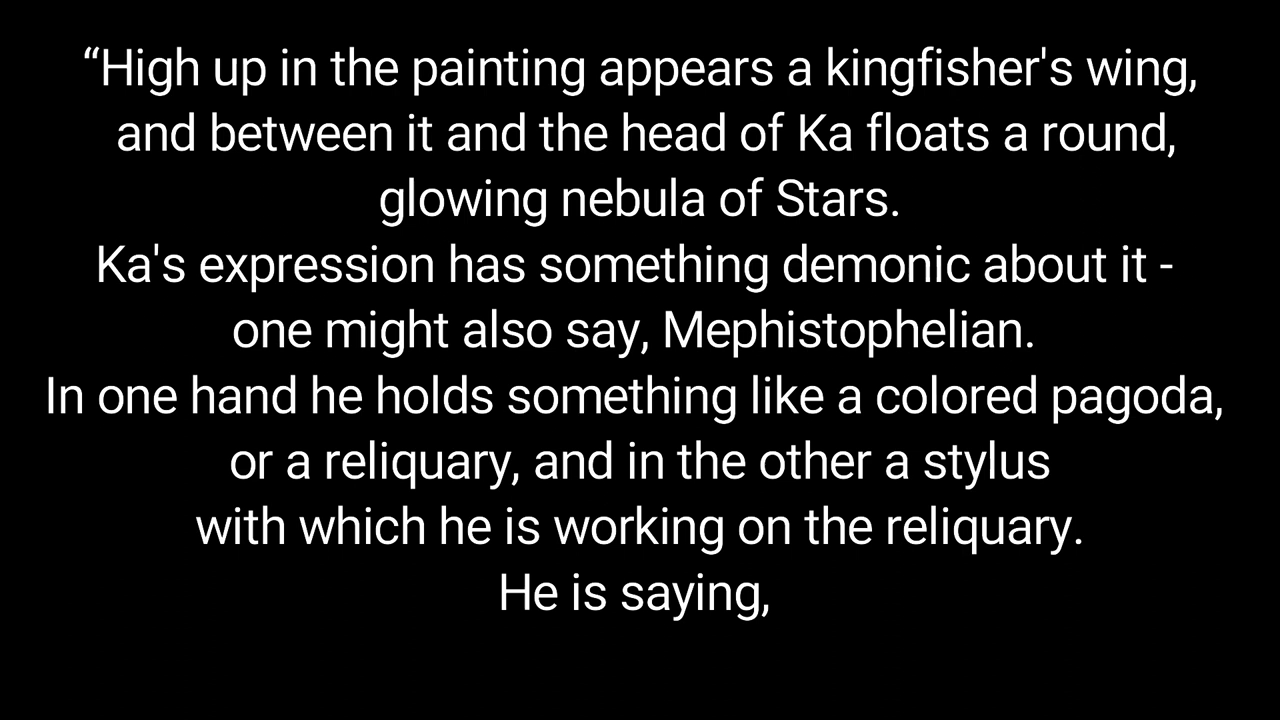 “High up in the painting appears a kingfisher's wing,
and between it and the head of Ka floats a round,
glowing nebula of Stars.
Ka's expression has something demonic about it -
one might also say, Mephistophelian.
In one hand he holds something like a colored pagoda,
or a reliquary, and in the other a stylus
with which he is working on the reliquary.
He is saying,